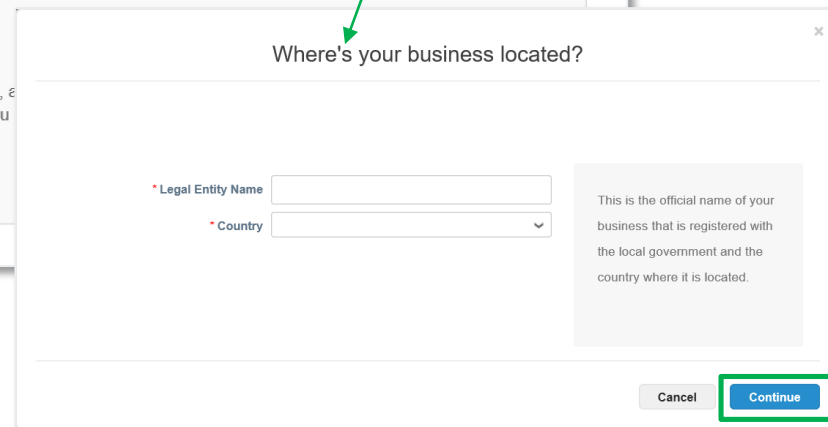 Where's your business located?
, a
u
* Legal Entity Name
* Country
This is the official name of your
business that is registered with
the local government and the
country where it is located.
Cancel
Continue